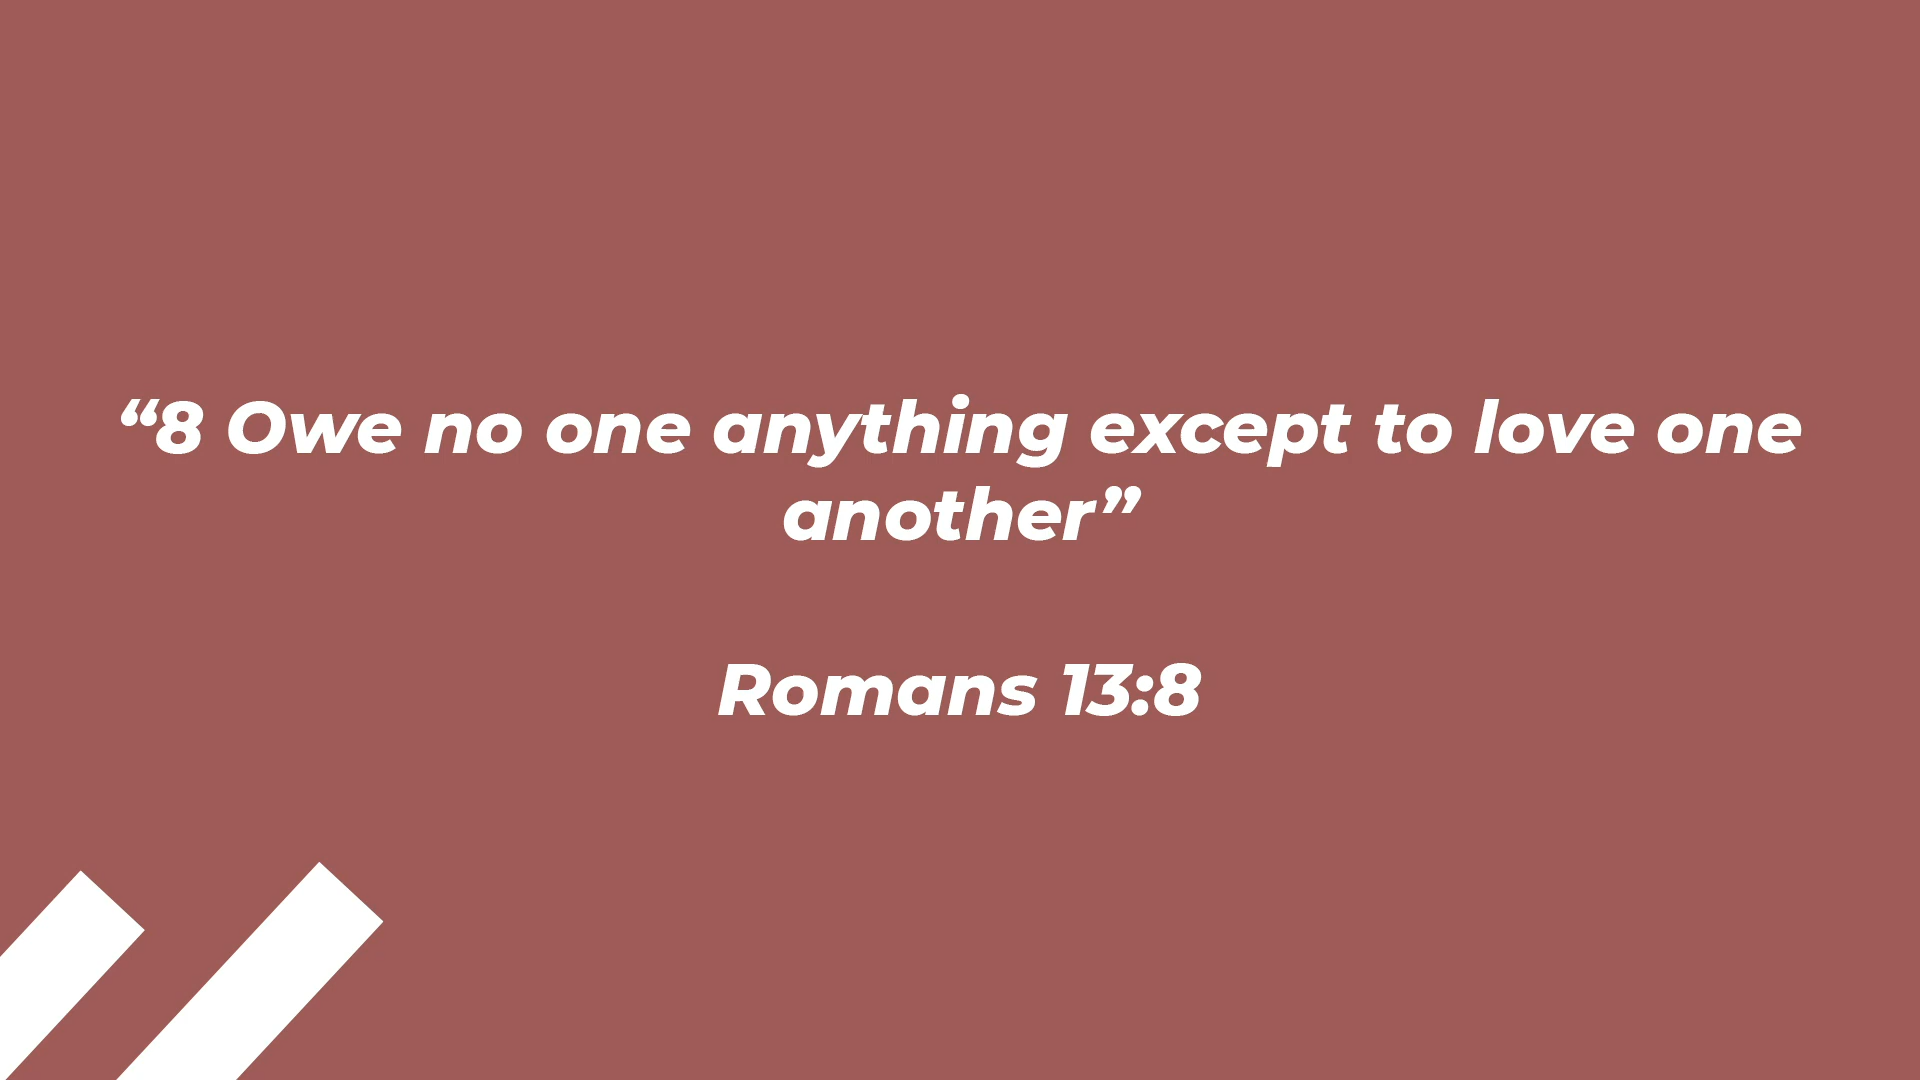 “8 Owe no one anything except to love one
another”
Romans 13:8